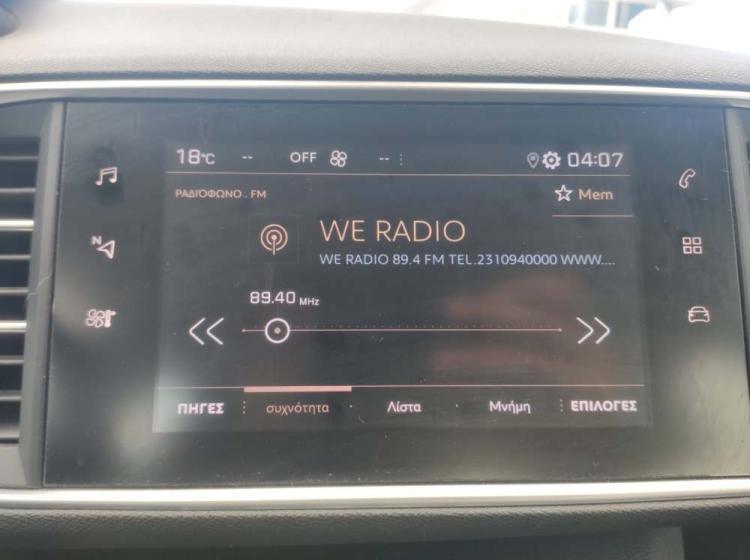 18°C -- OFF -- 04:07
ΡΑΔΙΌΦΩΝΟ . FM
Mem
WE RADIO
WE RADIO 89.4 FM TEL.2310940000 WWW....
89.40 MHz
N
ΠΗΓΕΣ συχνότητα Λίστα Μνήμη ΕΠΙΛΟΓΕΣ